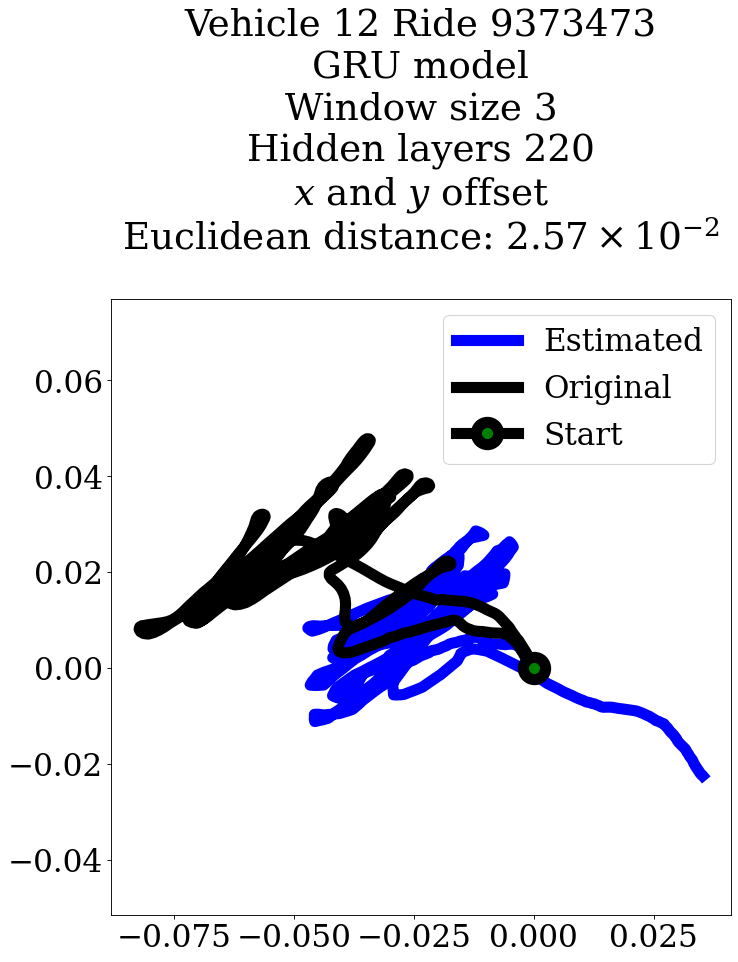 Vehicle 12 Ride 9373473
GRU model
Window size 3
Hidden layers 220
x and y offset
Euclidean distance: 2.57 × 10⁻²
Estimated
Original
Start
0.06
0.04
0.02
0.00
−0.02
−0.04
−0.075 −0.050 −0.025 0.000 0.025